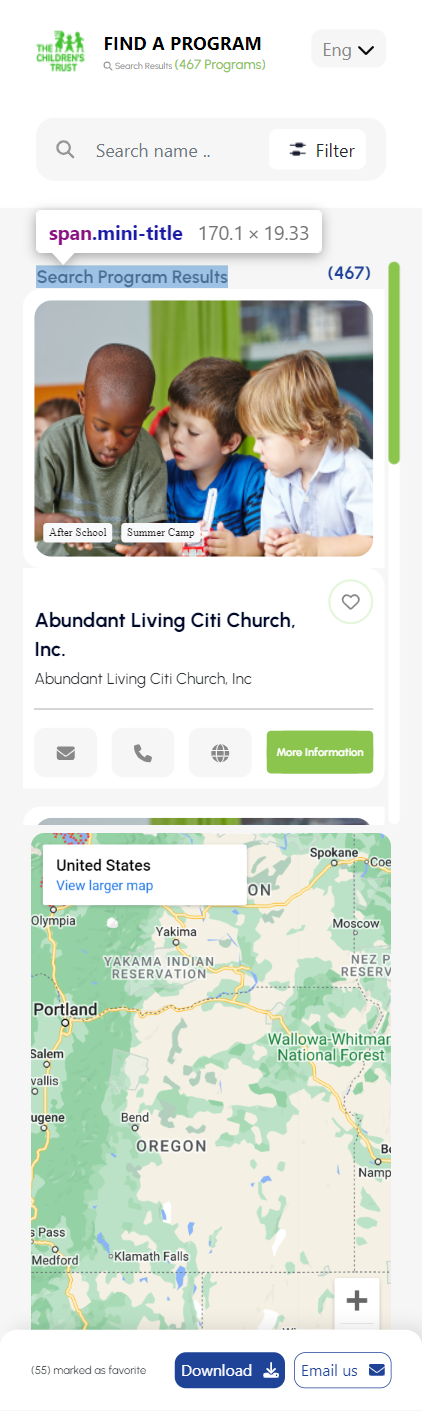 THE
CHILDREN'S
TRUST
FIND A PROGRAM
Search Results (467 Programs)
Eng
Search name ..
Filter
span.mini-title 170.1 × 19.33
Search Program Results
(467)
After School
Summer Camp
Abundant Living Citi Church,
Inc.
Abundant Living Citi Church, Inc
More Information
United States
View larger map
Spokane
Coe
ON
Olympia
Moscow
Yakima
YAKAMA INDIAN
RESERVATION
NEZ P
RESERV
Portland
Wallowa-Whitman
National Forest
Salem
vallis
ugene
Bend
OREGON
Namp
s Pass
Medford
Klamath Falls
(55) marked as favorite
Download
Email us